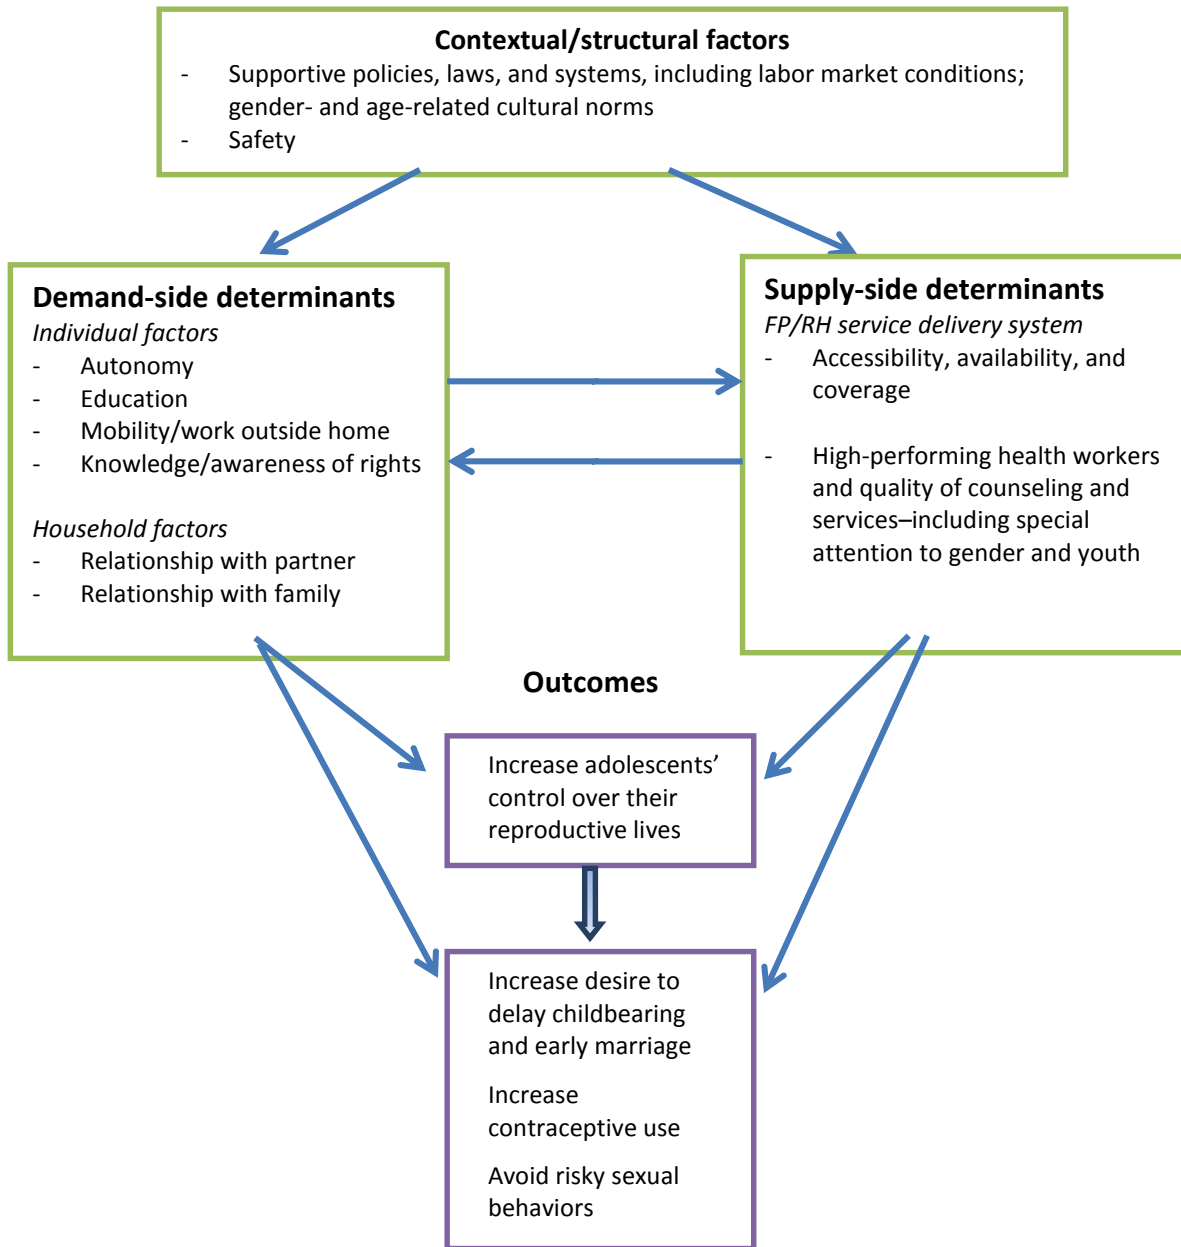 Contextual/structural factors
- Supportive policies, laws, and systems, including labor market conditions;
gender- and age-related cultural norms
- Safety
Demand-side determinants
Individual factors
- Autonomy
- Education
- Mobility/work outside home
- Knowledge/awareness of rights
Household factors
- Relationship with partner
- Relationship with family
Supply-side determinants
FP/RH service delivery system
- Accessibility, availability, and
coverage
- High-performing health workers
and quality of counseling and
services–including special
attention to gender and youth
Outcomes
Increase adolescents’
control over their
reproductive lives
Increase desire to
delay childbearing
and early marriage
Increase
contraceptive use
Avoid risky sexual
behaviors